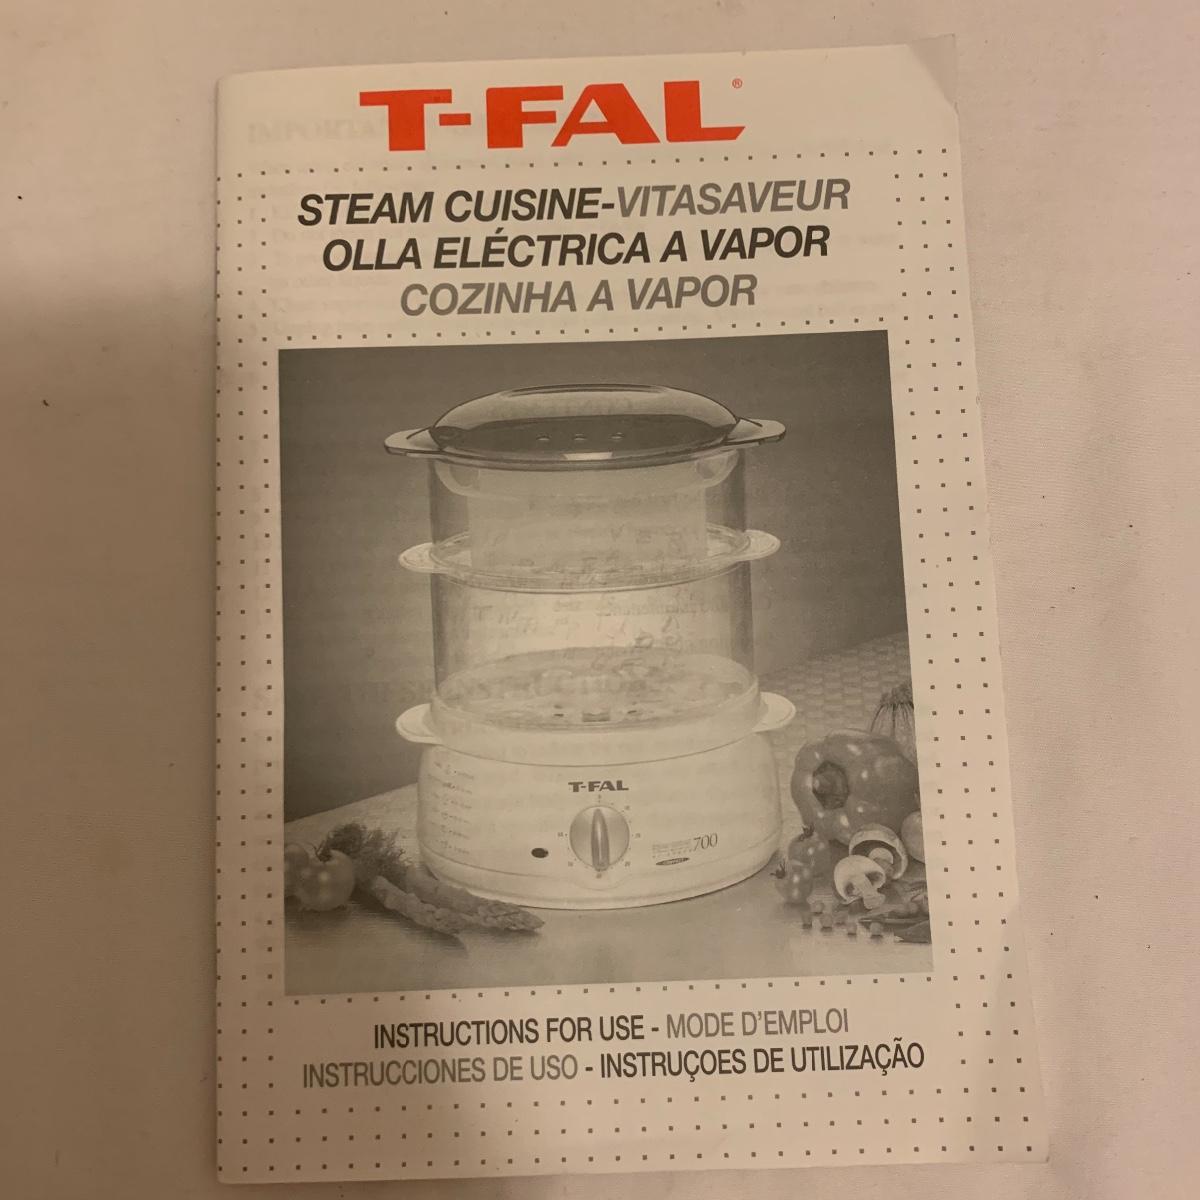 T-FAL®
STEAM CUISINE-VITASAVEUR
OLLA ELÉCTRICA A VAPOR
COZINHA A VAPOR
T-FAL
700
INSTRUCTIONS FOR USE - MODE D'EMPLOI
INSTRUCCIONES DE USO - INSTRUÇOES DE UTILIZAÇÃO